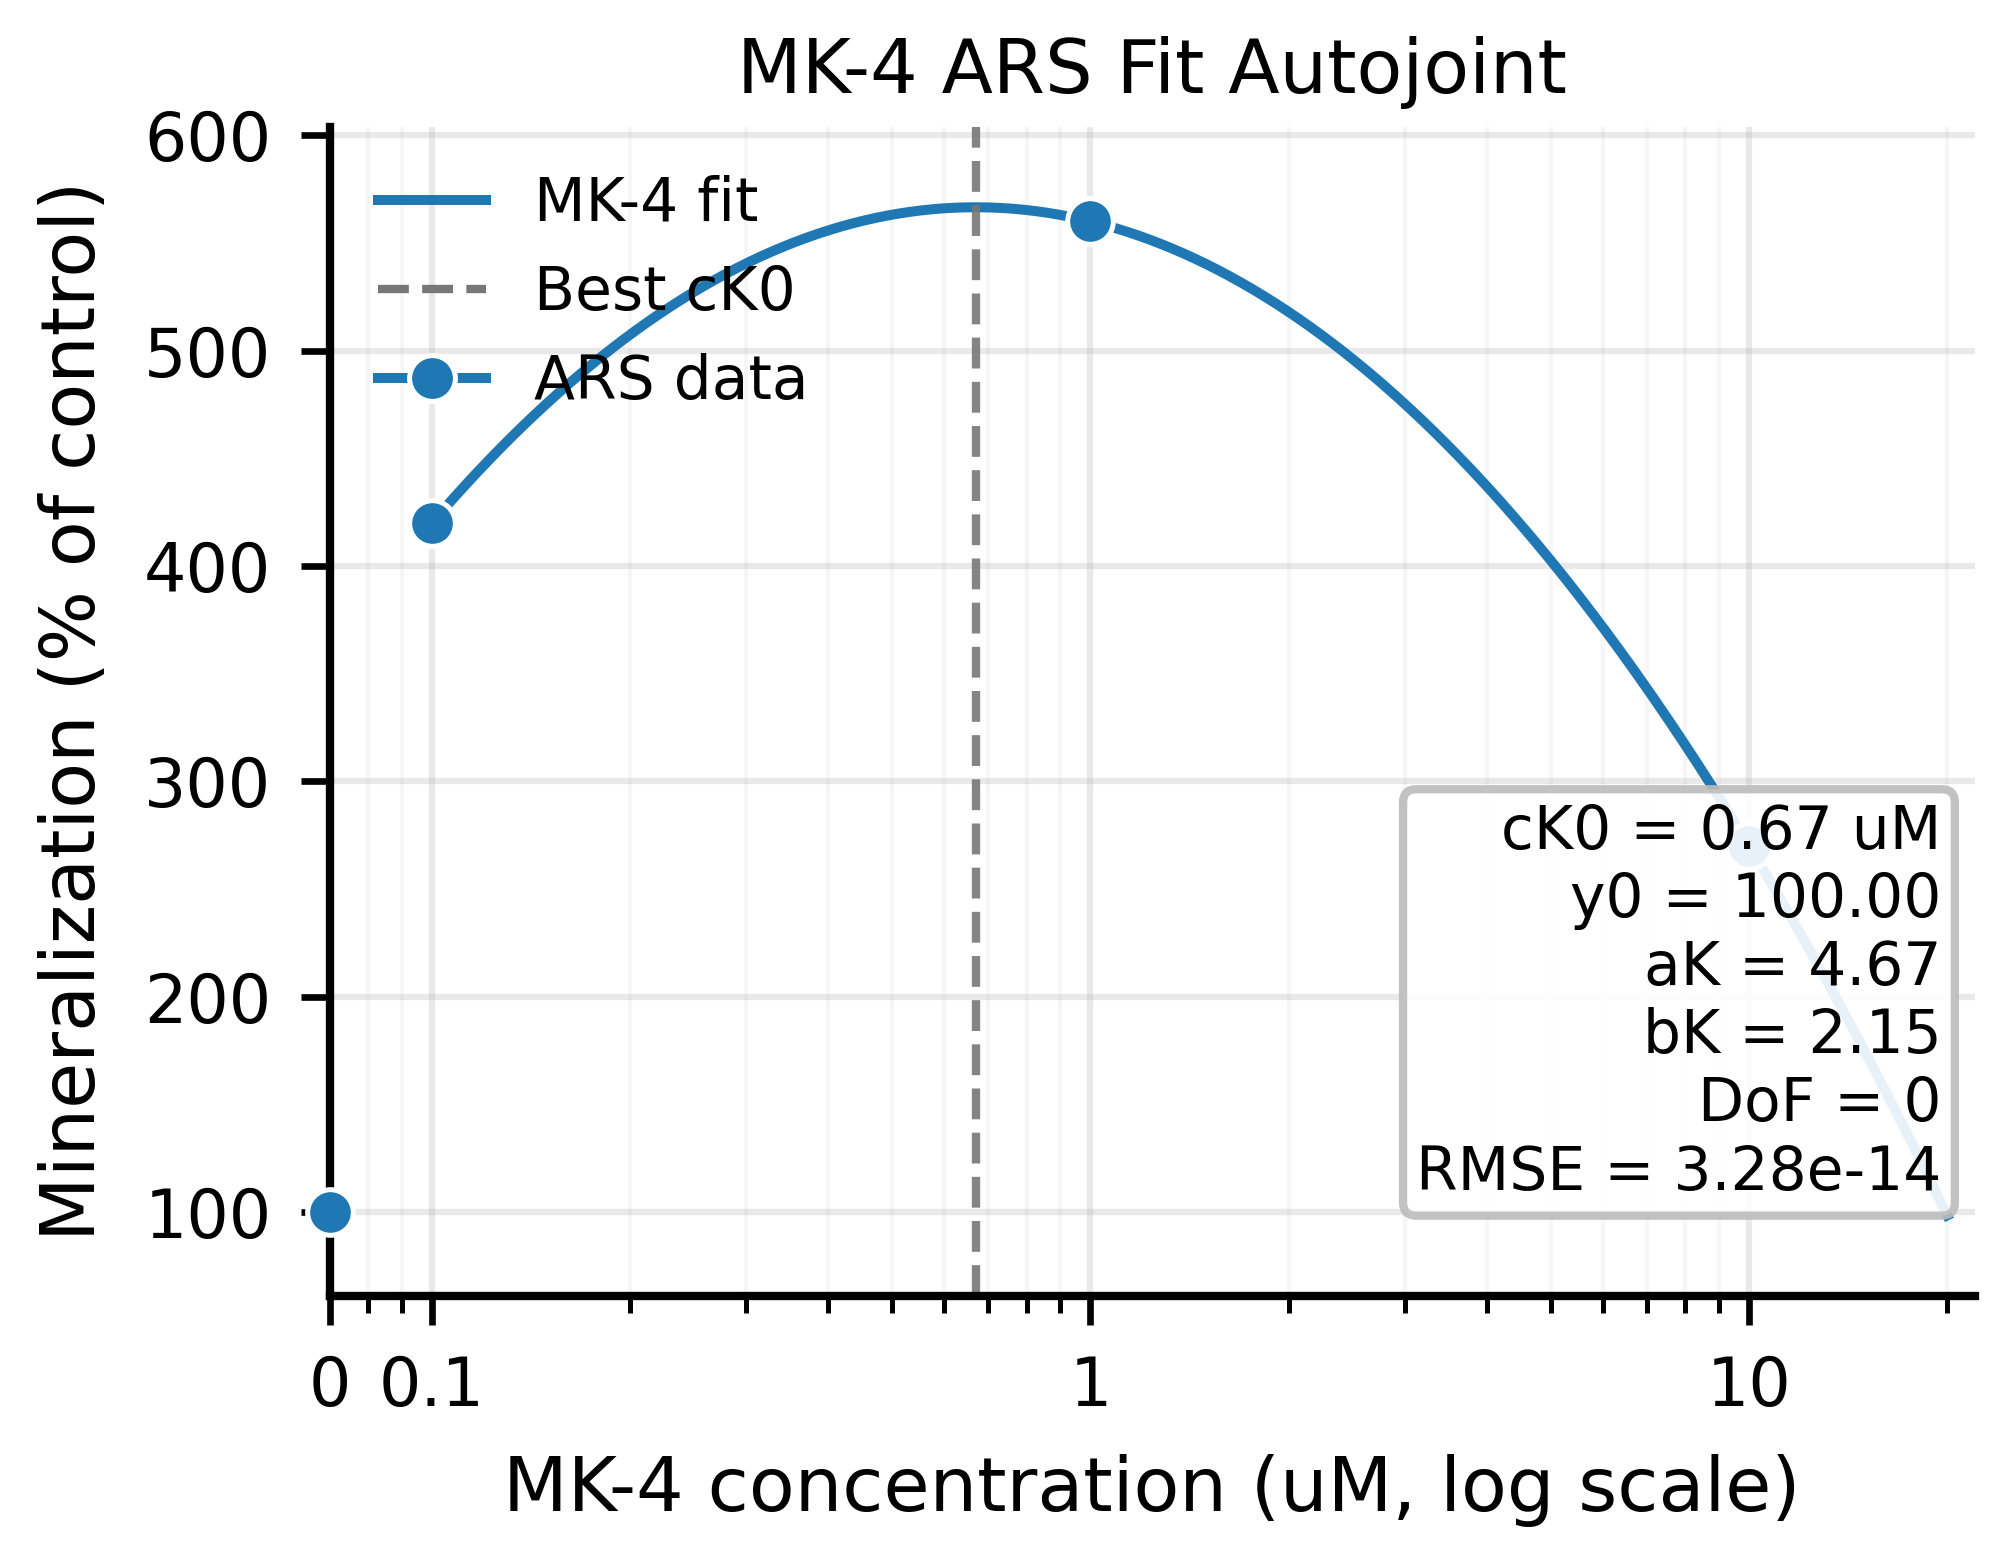 MK-4 ARS Fit Autojoint
Mineralization (% of control)
600
500
400
300
200
100
MK-4 fit
Best cK0
ARS data
cK0 = 0.67 uM
y0 = 100.00
aK = 4.67
bK = 2.15
DoF = 0
RMSE = 3.28e-14
0 0.1 1 10
MK-4 concentration (uM, log scale)